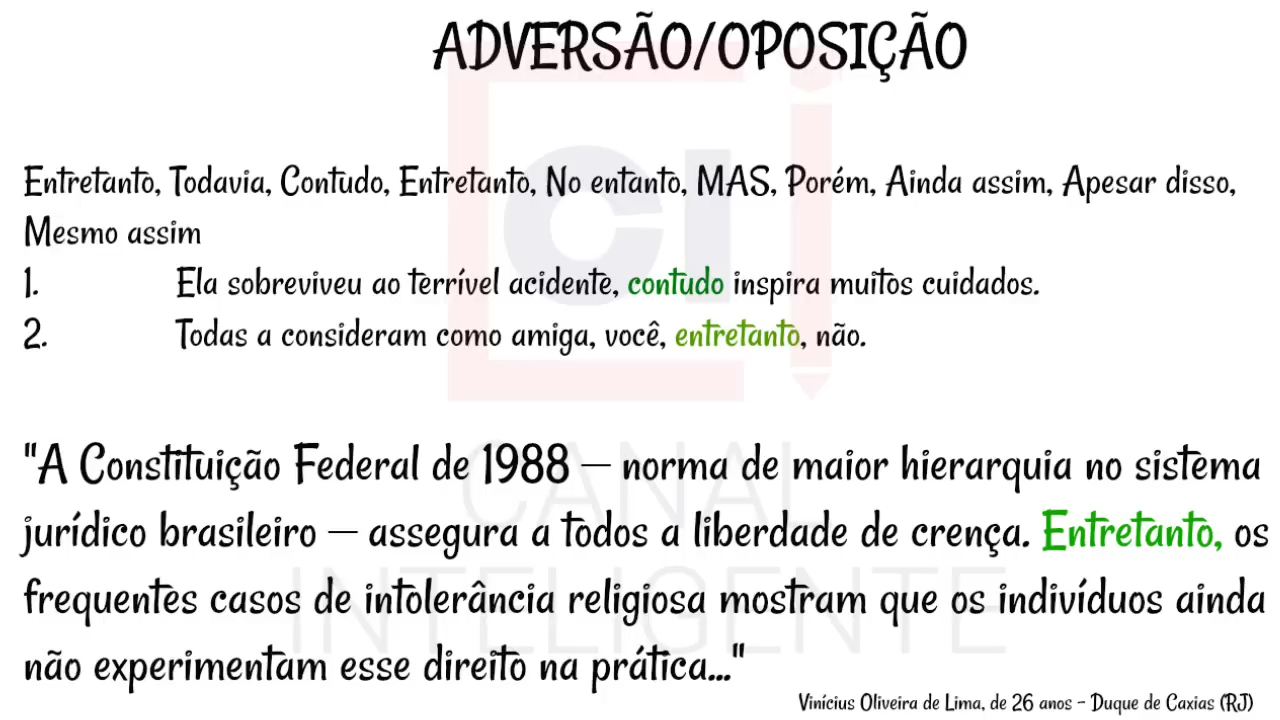 ADVERSÃO/OPOSIÇÃO
Entretanto, Todavia, Contudo, Entretanto, No entanto, MAS, Porém, Ainda assim, Apesar disso,
Mesmo assim
1. Ela sobreviveu ao terrível acidente, contudo inspira muitos cuidados.
2. Todas a consideram como amiga, você, entretanto, não.
"A Constituição Federal de 1988 – norma de maior hierarquia no sistema
jurídico brasileiro – assegura a todos a liberdade de crença. Entretanto, os
frequentes casos de intolerância religiosa mostram que os indivíduos ainda
não experimentam esse direito na prática..."
Vinícius Oliveira de Lima, de 26 anos - Duque de Caxias (RJ)
CI
CANAL
INTELIGENTE